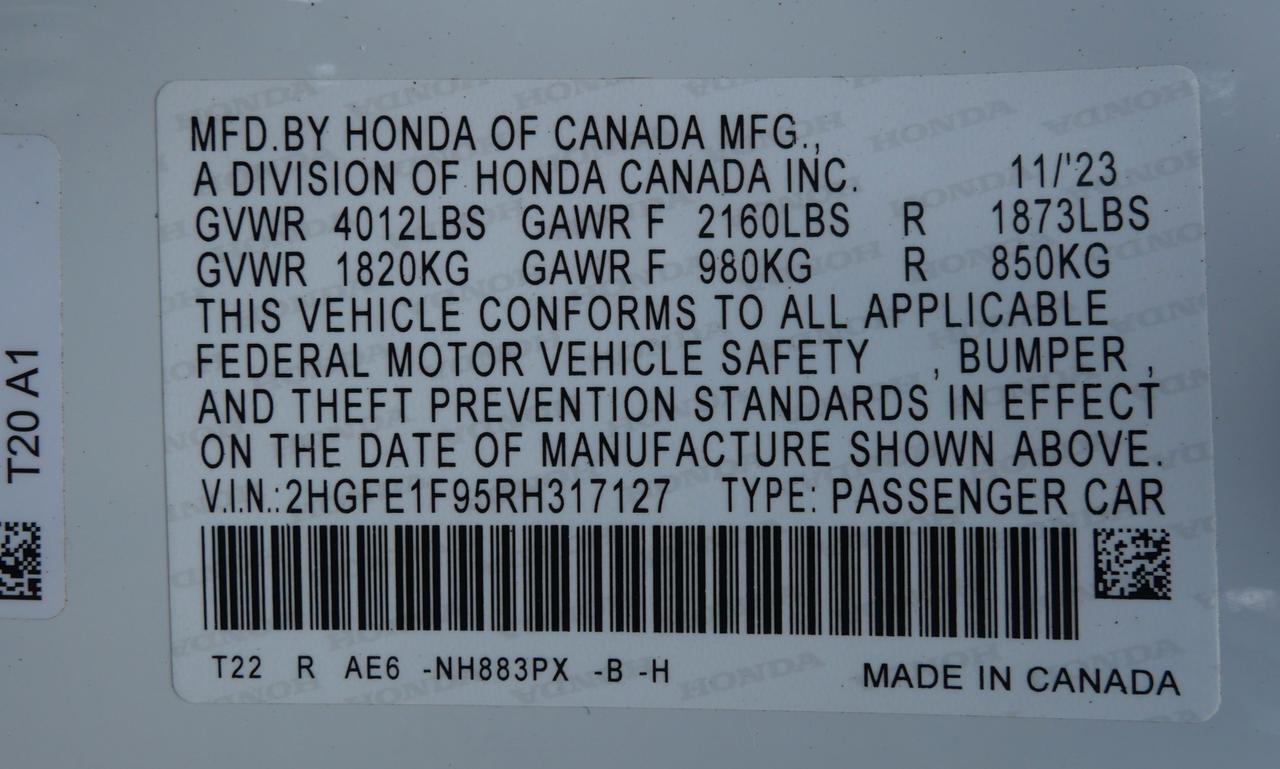 MFD.BY HONDA OF CANADA MFG.,
A DIVISION OF HONDA CANADA INC. 11/'23
GVWR 4012LBS GAWR F 2160LBS R 1873LBS
GVWR 1820KG GAWR F 980KG R 850KG
THIS VEHICLE CONFORMS TO ALL APPLICABLE
FEDERAL MOTOR VEHICLE SAFETY , BUMPER ,
AND THEFT PREVENTION STANDARDS IN EFFECT
ON THE DATE OF MANUFACTURE SHOWN ABOVE.
V.I.N.:2HGFE1F95RH317127 TYPE: PASSENGER CAR
T22 R AE6 -NH883PX -B -H
MADE IN CANADA
T20 A1